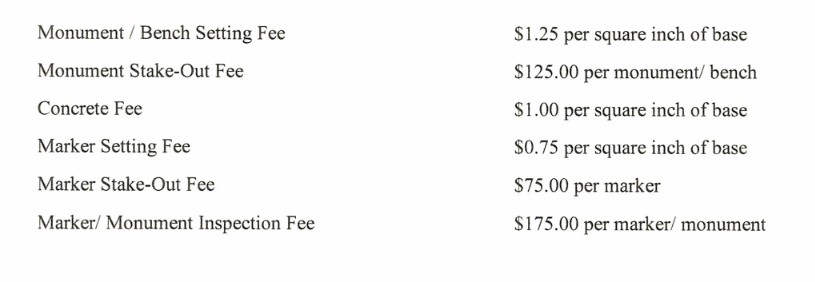 Monument / Bench Setting Fee $1.25 per square inch of base
Monument Stake-Out Fee $125.00 per monument/ bench
Concrete Fee $1.00 per square inch of base
Marker Setting Fee $0.75 per square inch of base
Marker Stake-Out Fee $75.00 per marker
Marker/ Monument Inspection Fee $175.00 per marker/ monument